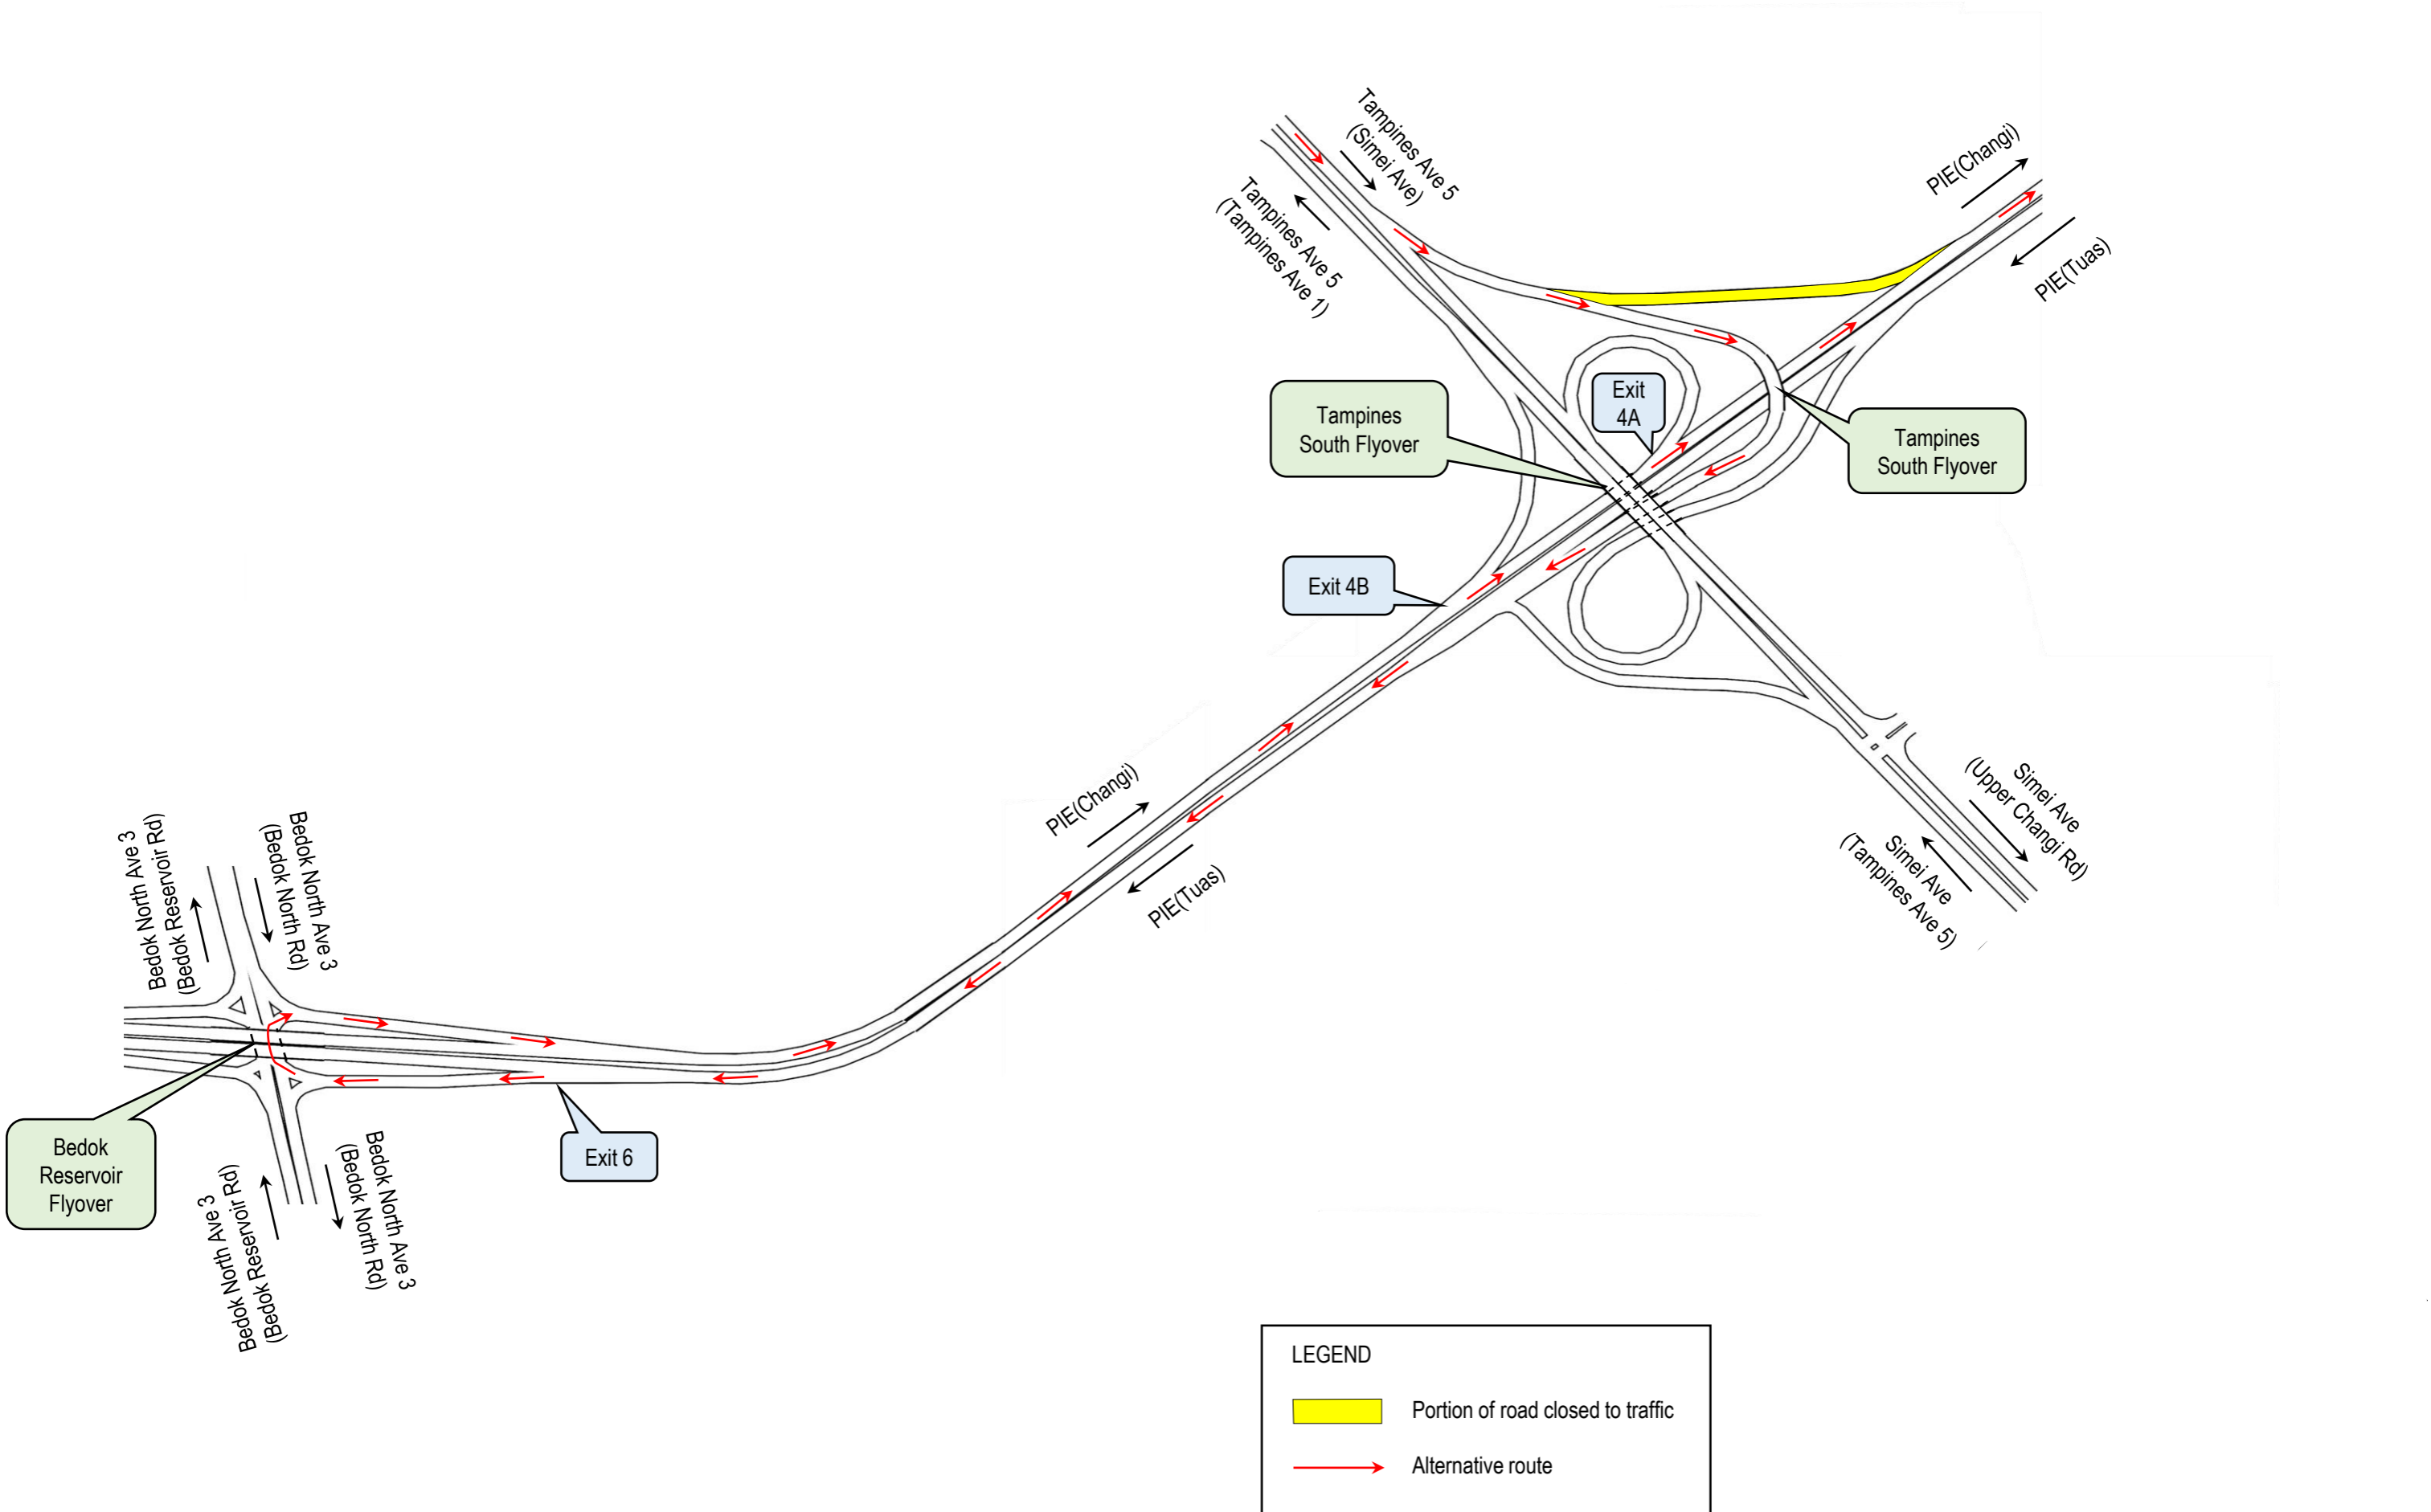 Tampines Ave 5
(Simei Ave)
Tampines Ave 5
(Tampines Ave 1)
PIE(Changi)
PIE(Tuas)
Exit
4A
Tampines
South Flyover
Tampines
South Flyover
Exit 4B
PIE(Changi)
PIE(Tuas)
Simei Ave
(Upper Changi Rd)
Simei Ave
(Tampines Ave 5)
Bedok North Ave 3
(Bedok Reservoir Rd)
Bedok North Ave 3
(Bedok North Rd)
Bedok
Reservoir
Flyover
Exit 6
Bedok North Ave 3
(Bedok Reservoir Rd)
Bedok North Ave 3
(Bedok North Rd)
LEGEND
Portion of road closed to traffic
Alternative route